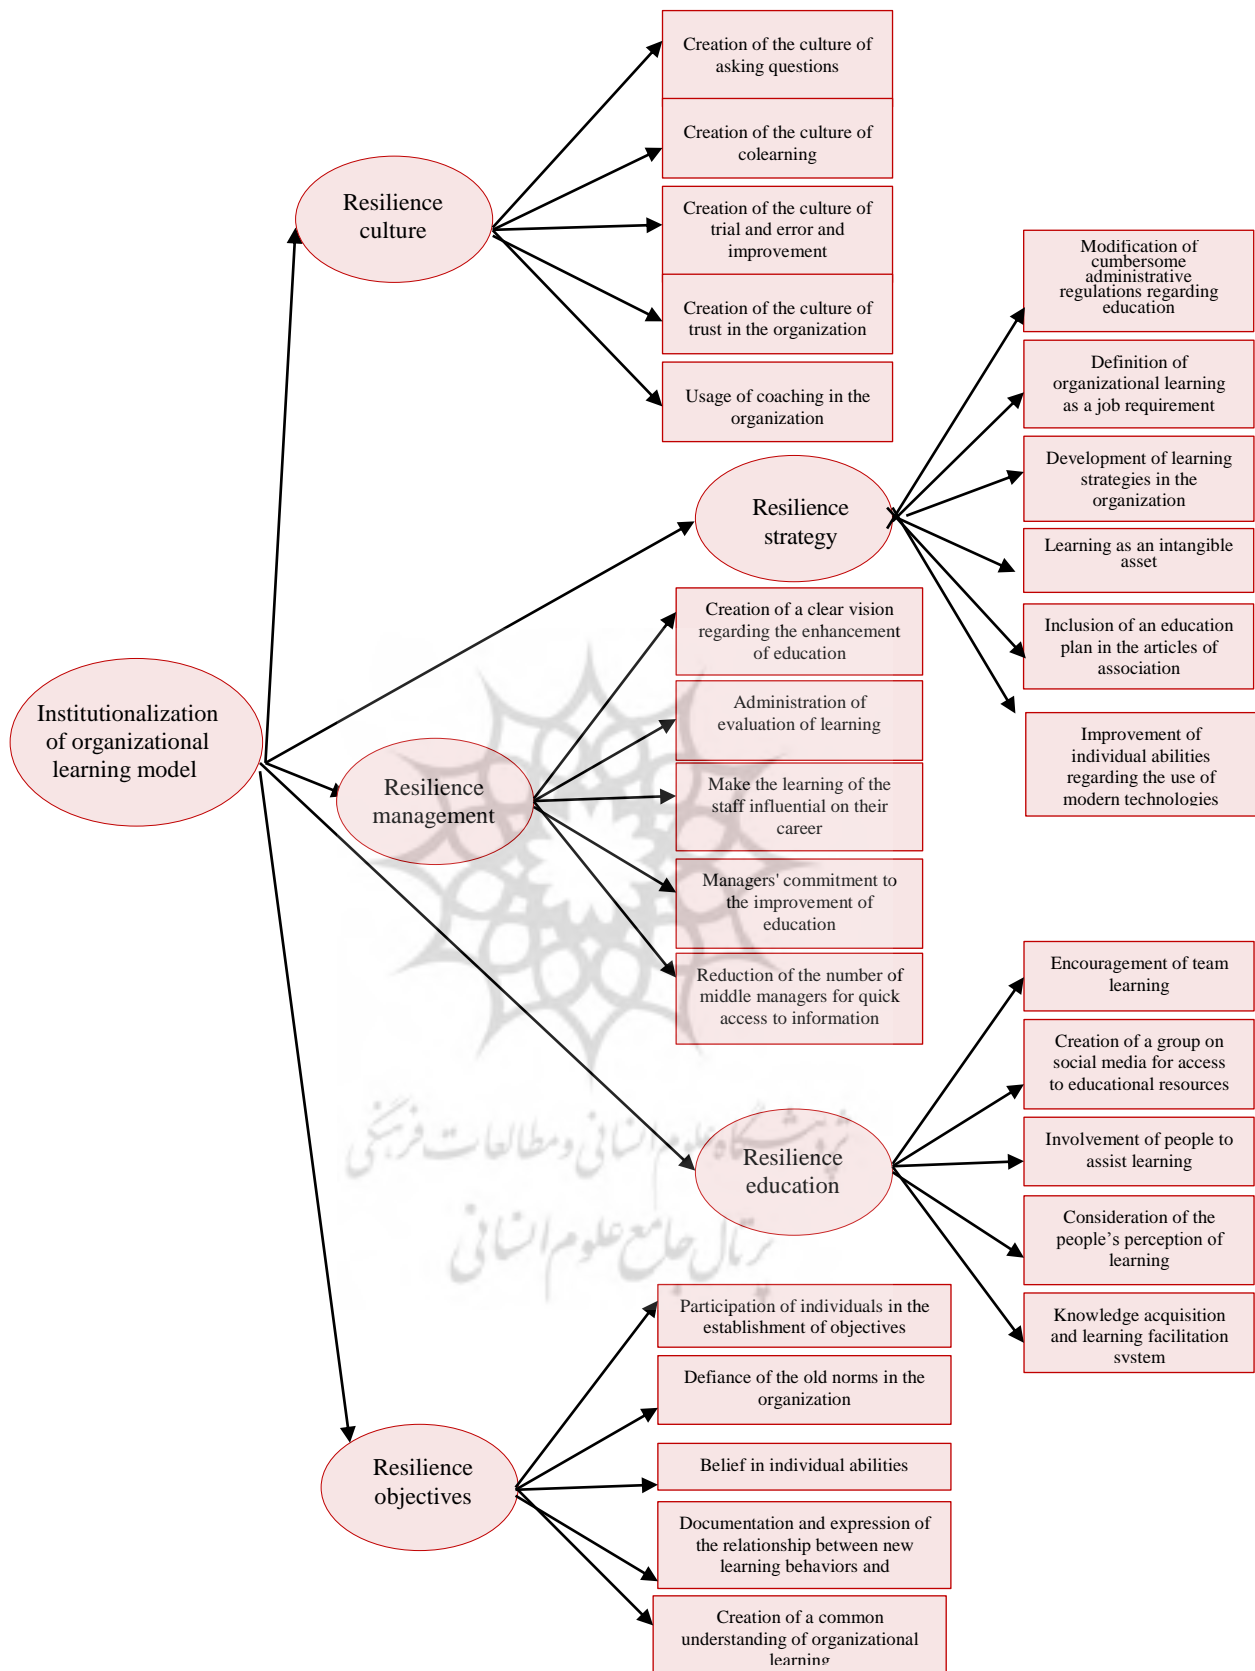 Creation of the culture of
asking questions
Creation of the culture of
colearning
Resilience
culture
Creation of the culture of
trial and error and
improvement
Creation of the culture of
trust in the organization
Usage of coaching in the
organization
Modification of
cumbersome
administrative
regulations regarding
education
Definition of
organizational learning
as a job requirement
Resilience
strategy
Development of learning
strategies in the
organization
Learning as an intangible
asset
Inclusion of an education
plan in the articles of
association
Improvement of
individual abilities
regarding the use of
modern technologies
Institutionalization
of organizational
learning model
Resilience
management
Creation of a clear vision
regarding the enhancement
of education
Administration of
evaluation of learning
Make the learning of the
staff influential on their
career
Managers' commitment to
the improvement of
education
Reduction of the number of
middle managers for quick
access to information
Encouragement of team
learning
Creation of a group on
social media for access
to educational resources
Resilience
education
Involvement of people to
assist learning
Consideration of the
people’s perception of
learning
Knowledge acquisition
and learning facilitation
system
پژوهشگاه علوم انسانی و مطالعات فرهنگی
پرتال جامع علوم انسانی
Participation of individuals in the
establishment of objectives
Defiance of the old norms in the
organization
Resilience
objectives
Belief in individual abilities
Documentation and expression of
the relationship between new
learning behaviors and
Creation of a common
understanding of organizational
learning